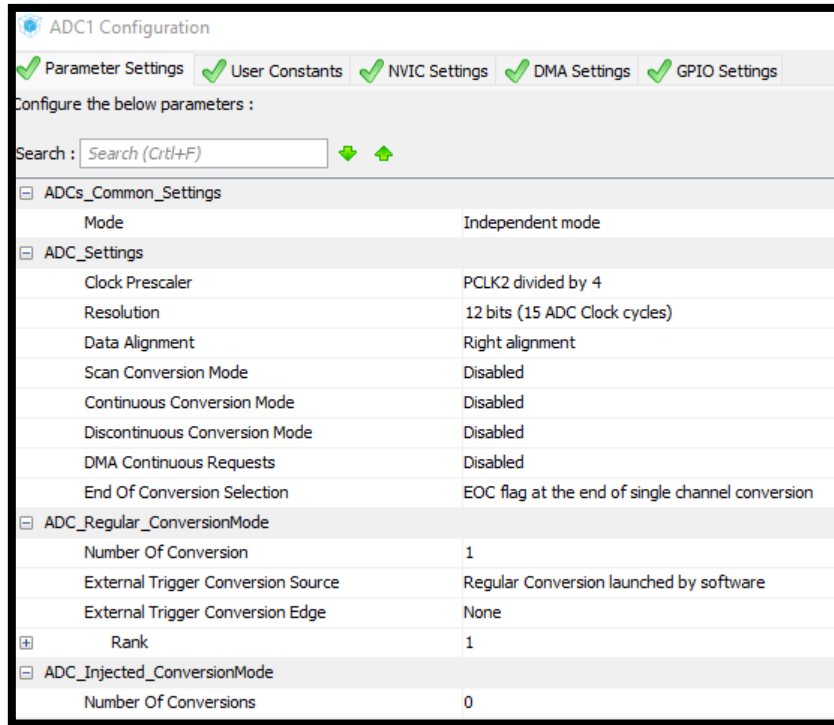 ADC1 Configuration
Parameter Settings User Constants NVIC Settings DMA Settings GPIO Settings
Configure the below parameters :
Search : Search (Crtl+F)
ADCs_Common_Settings
Mode Independent mode
ADC_Settings
Clock Prescaler PCLK2 divided by 4
Resolution 12 bits (15 ADC Clock cycles)
Data Alignment Right alignment
Scan Conversion Mode Disabled
Continuous Conversion Mode Disabled
Discontinuous Conversion Mode Disabled
DMA Continuous Requests Disabled
End Of Conversion Selection EOC flag at the end of single channel conversion
ADC_Regular_ConversionMode
Number Of Conversion 1
External Trigger Conversion Source Regular Conversion launched by software
External Trigger Conversion Edge None
Rank 1
ADC_Injected_ConversionMode
Number Of Conversions 0